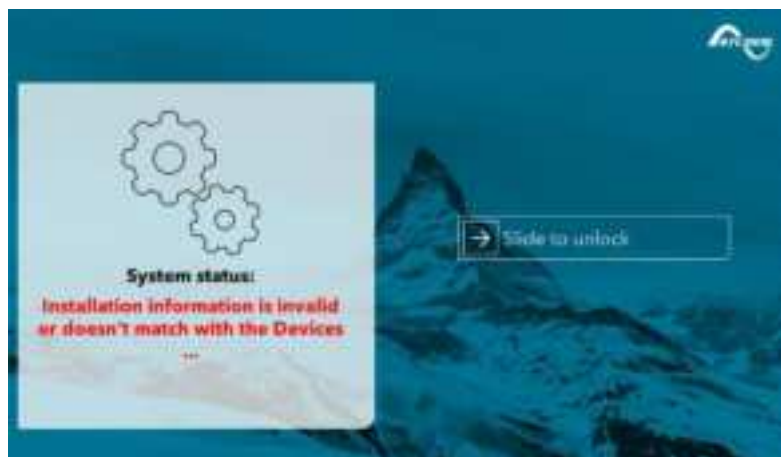 System status:
Installation information is invalid
or doesn't match with the Devices
...
Slide to unlock